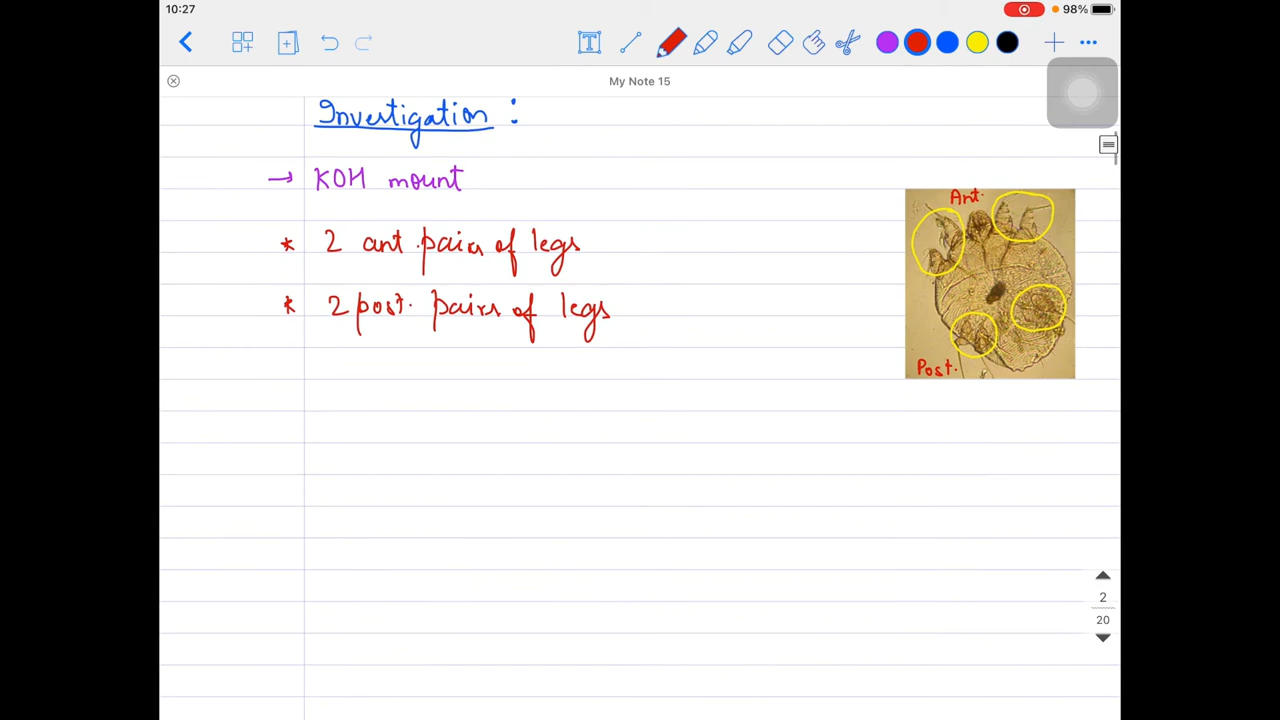 10:27
98%
T
My Note 15
Investigation :
→ KOH mount
* 2 ant. pairs of legs
* 2 post. pairs of legs
Ant.
Post.
2
20